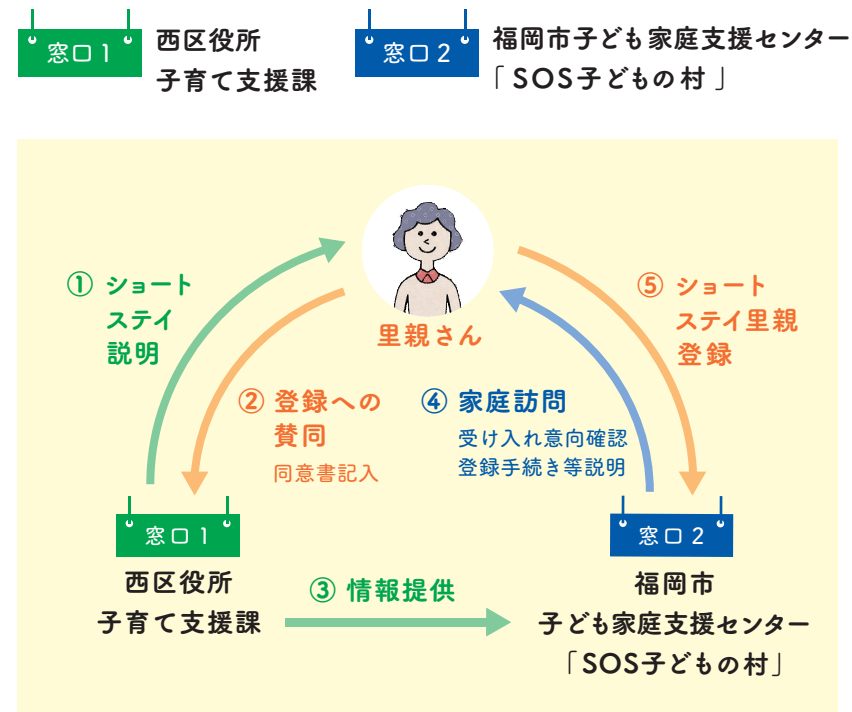 窓口1
西区役所
子育て支援課
窓口2
福岡市子ども家庭支援センター
「SOS子どもの村」
里親さん
① ショート
ステイ
説明
② 登録への
賛同
同意書記入
④ 家庭訪問
受け入れ意向確認
登録手続き等説明
⑤ ショート
ステイ里親
登録
窓口1
西区役所
子育て支援課
③ 情報提供
窓口2
福岡市
子ども家庭支援センター
「SOS子どもの村」